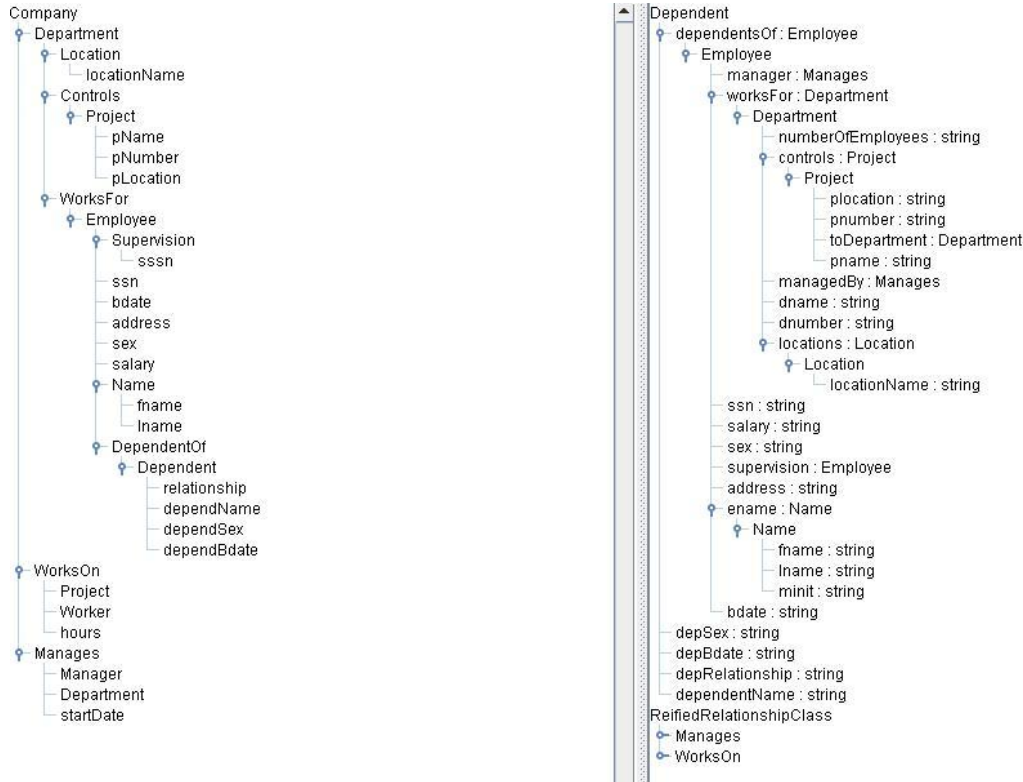 Company
Department
Location
locationName
Controls
Project
pName
pNumber
pLocation
WorksFor
Employee
Supervision
sssn
ssn
bdate
address
sex
salary
Name
fname
lname
DependentOf
Dependent
relationship
dependName
dependSex
dependBdate
WorksOn
Project
Worker
hours
Manages
Manager
Department
startDate
Dependent
dependentsOf : Employee
Employee
manager : Manages
worksFor : Department
Department
numberOfEmployees : string
controls : Project
Project
plocation : string
pnumber : string
toDepartment : Department
pname : string
managedBy : Manages
dname : string
dnumber : string
locations : Location
Location
locationName : string
ssn : string
salary : string
sex : string
supervision : Employee
address : string
ename : Name
Name
fname : string
lname : string
minit : string
bdate : string
depSex : string
depBdate : string
depRelationship : string
dependentName : string
ReifiedRelationshipClass
Manages
WorksOn